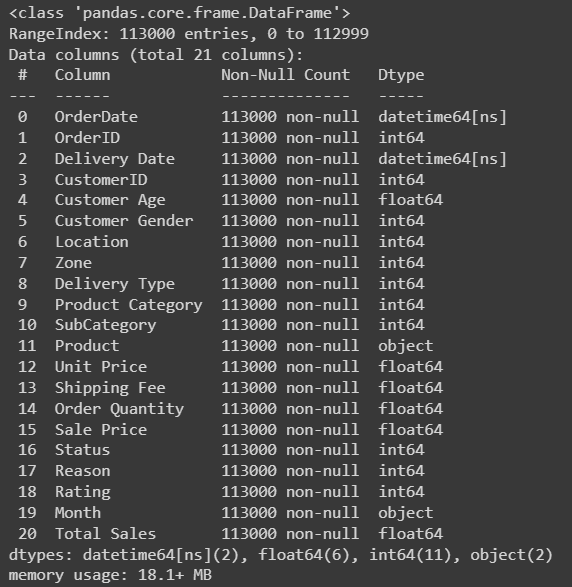 <class 'pandas.core.frame.DataFrame'>
RangeIndex: 113000 entries, 0 to 112999
Data columns (total 21 columns):
 #   Column            Non-Null Count   Dtype
---  ------            --------------   -----
 0   OrderDate         113000 non-null  datetime64[ns]
 1   OrderID           113000 non-null  int64
 2   Delivery Date     113000 non-null  datetime64[ns]
 3   CustomerID        113000 non-null  int64
 4   Customer Age      113000 non-null  float64
 5   Customer Gender   113000 non-null  int64
 6   Location          113000 non-null  int64
 7   Zone              113000 non-null  int64
 8   Delivery Type     113000 non-null  int64
 9   Product Category  113000 non-null  int64
 10  SubCategory       113000 non-null  int64
 11  Product           113000 non-null  object
 12  Unit Price        113000 non-null  float64
 13  Shipping Fee      113000 non-null  float64
 14  Order Quantity    113000 non-null  float64
 15  Sale Price        113000 non-null  float64
 16  Status            113000 non-null  int64
 17  Reason            113000 non-null  int64
 18  Rating            113000 non-null  int64
 19  Month             113000 non-null  object
 20  Total Sales       113000 non-null  float64
dtypes: datetime64[ns](2), float64(6), int64(11), object(2)
memory usage: 18.1+ MB